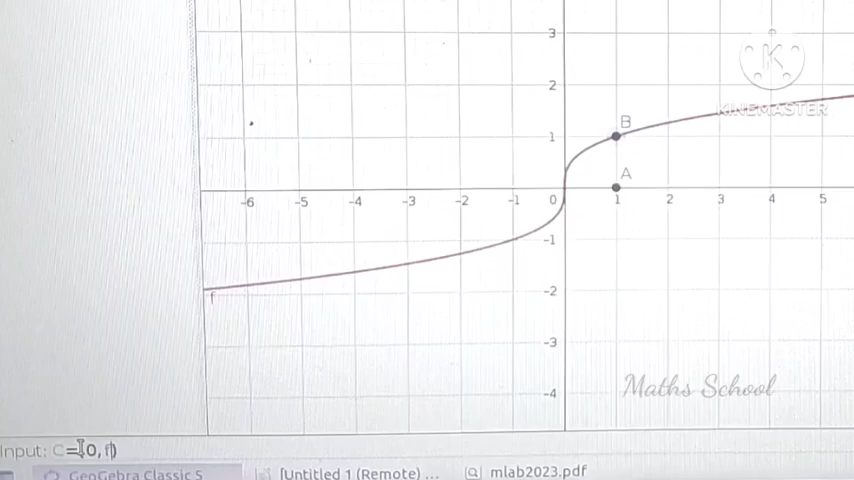 3
K
2
KINEMASTER
B
1
A
-6 -5 -4 -3 -2 -1 0 1 2 3 4 5
-1
-2
f
-3
Maths School
-4
Input: C=(0, f)
GeoGebra Classic 5 [Untitled 1 (Remote) ... mlab2023.pdf